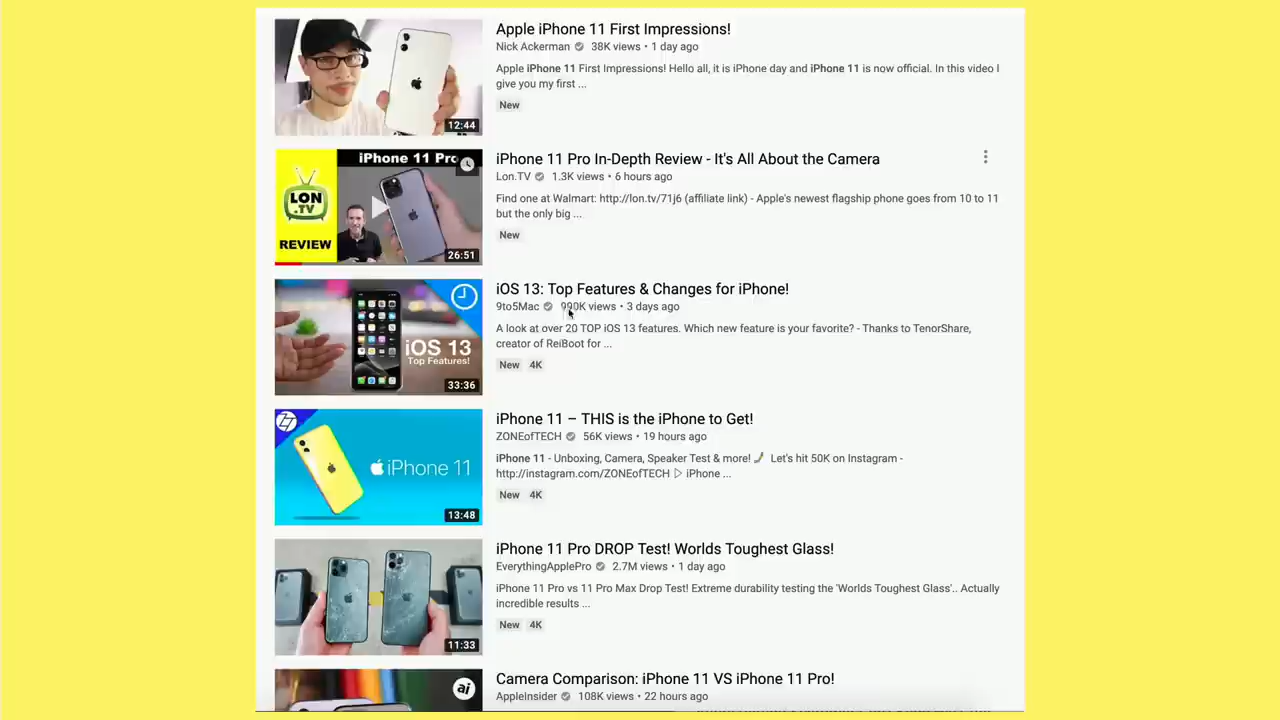 Apple iPhone 11 First Impressions!
Nick Ackerman 38K views • 1 day ago
Apple iPhone 11 First Impressions! Hello all, it is iPhone day and iPhone 11 is now official. In this video I
give you my first ...
New
12:44
iPhone 11 Pro
LON
.TV
REVIEW
26:51
iPhone 11 Pro In-Depth Review - It's All About the Camera
Lon.TV 1.3K views • 6 hours ago
Find one at Walmart: http://lon.tv/71j6 (affiliate link) - Apple's newest flagship phone goes from 10 to 11
but the only big ...
New
iOS 13
Top Features!
33:36
iOS 13: Top Features & Changes for iPhone!
9to5Mac 990K views • 3 days ago
A look at over 20 TOP iOS 13 features. Which new feature is your favorite? - Thanks to TenorShare,
creator of ReiBoot for ...
New 4K
iPhone 11
13:48
iPhone 11 – THIS is the iPhone to Get!
ZONEofTECH 56K views • 19 hours ago
iPhone 11 - Unboxing, Camera, Speaker Test & more! 🤳 Let's hit 50K on Instagram -
http://instagram.com/ZONEofTECH ▷ iPhone ...
New 4K
11:33
iPhone 11 Pro DROP Test! Worlds Toughest Glass!
EverythingApplePro 2.7M views • 1 day ago
iPhone 11 Pro vs 11 Pro Max Drop Test! Extreme durability testing the 'Worlds Toughest Glass'.. Actually
incredible results ...
New 4K
ai
Camera Comparison: iPhone 11 VS iPhone 11 Pro!
AppleInsider 108K views • 22 hours ago